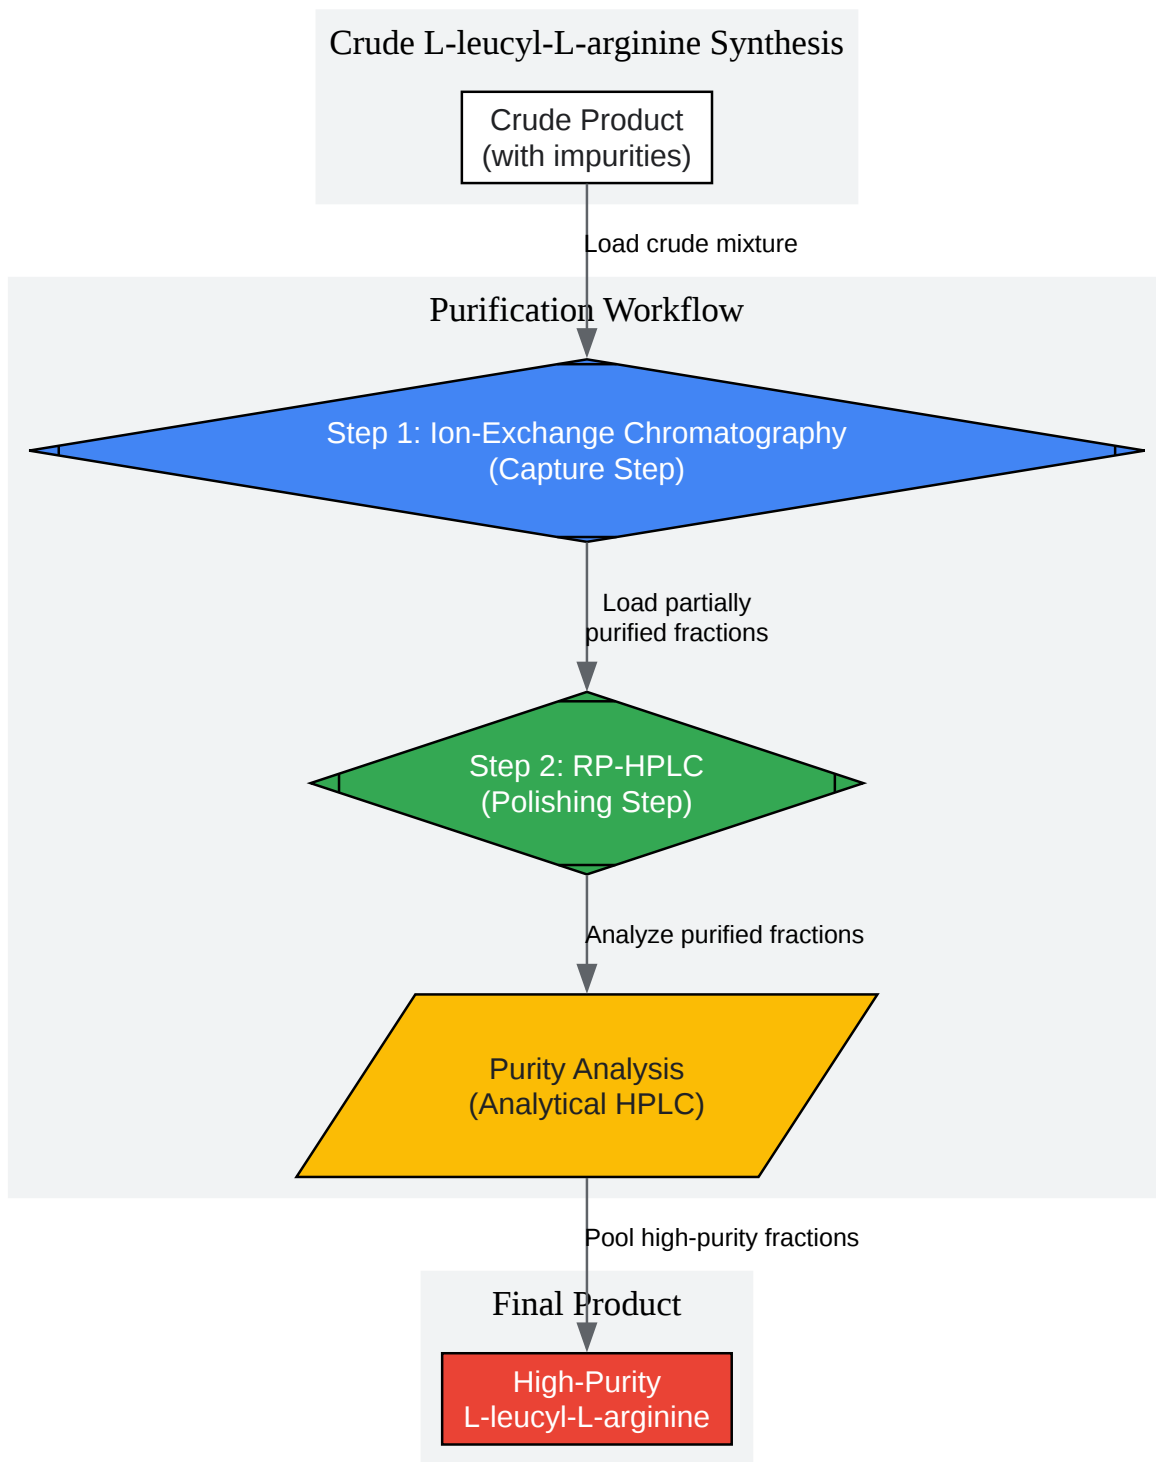 Crude L-leucyl-L-arginine Synthesis
Crude Product
(with impurities)
Load crude mixture
Purification Workflow
Step 1: Ion-Exchange Chromatography
(Capture Step)
Load partially
purified fractions
Step 2: RP-HPLC
(Polishing Step)
Analyze purified fractions
Purity Analysis
(Analytical HPLC)
Pool high-purity fractions
Final Product
High-Purity
L-leucyl-L-arginine